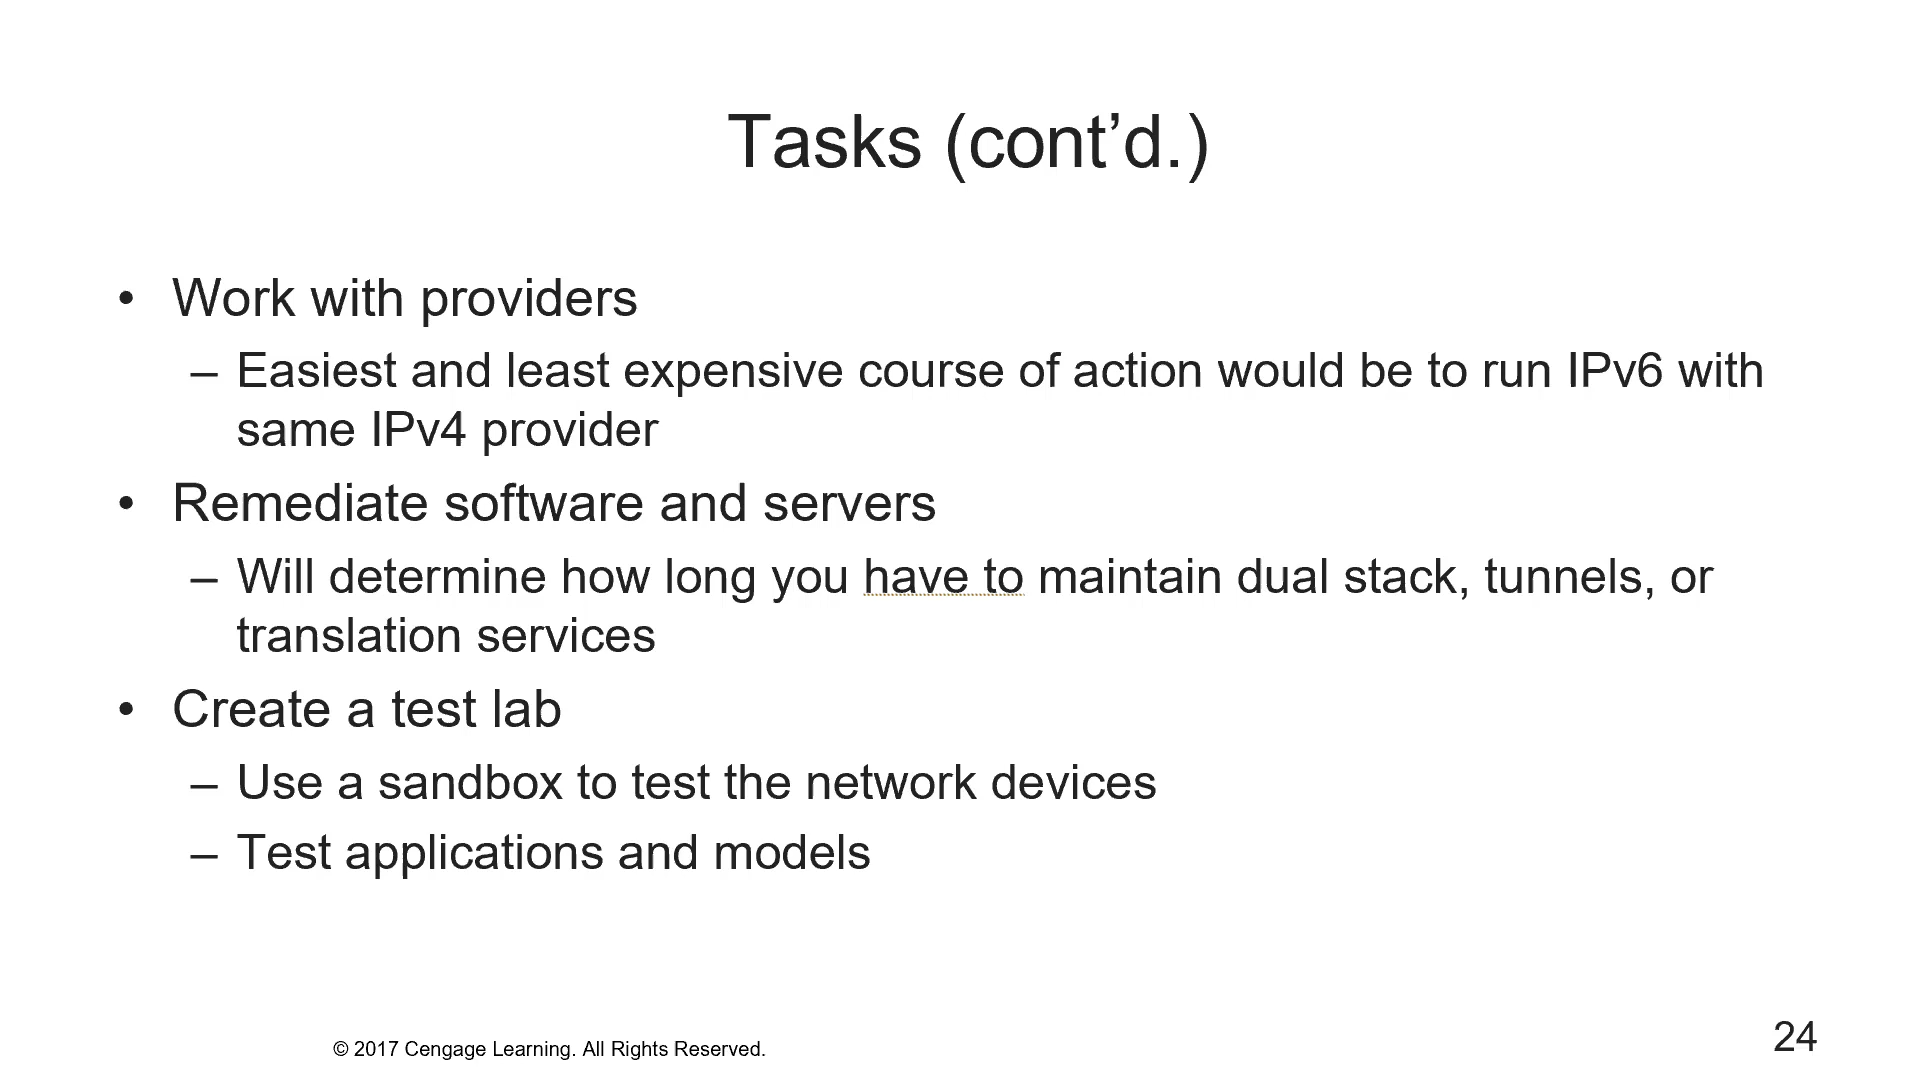 Tasks (cont’d.)
• Work with providers
– Easiest and least expensive course of action would be to run IPv6 with
same IPv4 provider
• Remediate software and servers
– Will determine how long you have to maintain dual stack, tunnels, or
translation services
• Create a test lab
– Use a sandbox to test the network devices
– Test applications and models
© 2017 Cengage Learning. All Rights Reserved.
24